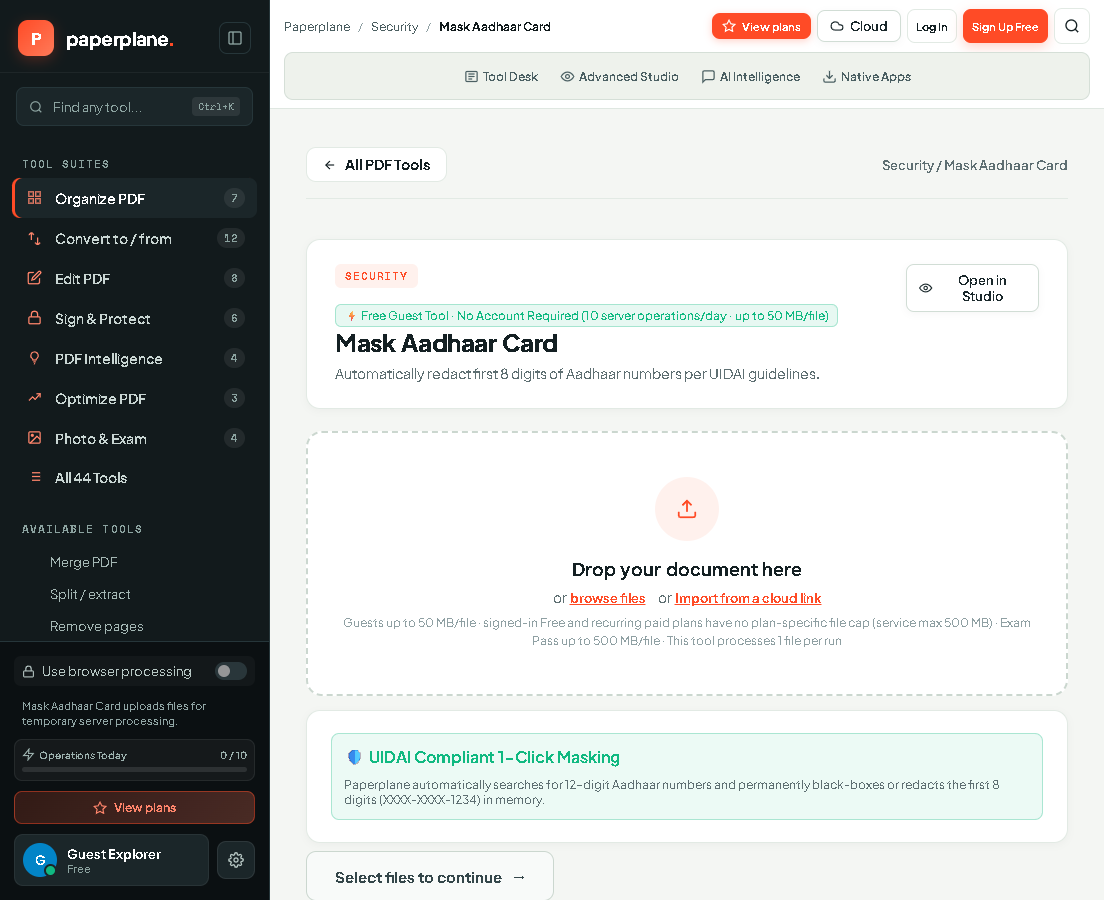 P paperplane.
Find any tool... Ctrl+K
TOOL SUITES
Organize PDF 7
Convert to / from 12
Edit PDF 8
Sign & Protect 6
PDF Intelligence 4
Optimize PDF 3
Photo & Exam 4
All 44 Tools
AVAILABLE TOOLS
Merge PDF
Split / extract
Remove pages
Use browser processing
Mask Aadhaar Card uploads files for
temporary server processing.
Operations Today 0 / 10
View plans
G Guest Explorer
Free
Paperplane / Security / Mask Aadhaar Card
View plans Cloud Log In Sign Up Free
Tool Desk Advanced Studio AI Intelligence Native Apps
All PDF Tools Security / Mask Aadhaar Card
SECURITY
Open in
Studio
Free Guest Tool · No Account Required (10 server operations/day · up to 50 MB/file)
Mask Aadhaar Card
Automatically redact first 8 digits of Aadhaar numbers per UIDAI guidelines.
Drop your document here
or browse files or Import from a cloud link
Guests up to 50 MB/file · signed-in Free and recurring paid plans have no plan-specific file cap (service max 500 MB) · Exam
Pass up to 500 MB/file · This tool processes 1 file per run
UIDAI Compliant 1-Click Masking
Paperplane automatically searches for 12-digit Aadhaar numbers and permanently black-boxes or redacts the first 8
digits (XXXX-XXXX-1234) in memory.
Select files to continue →